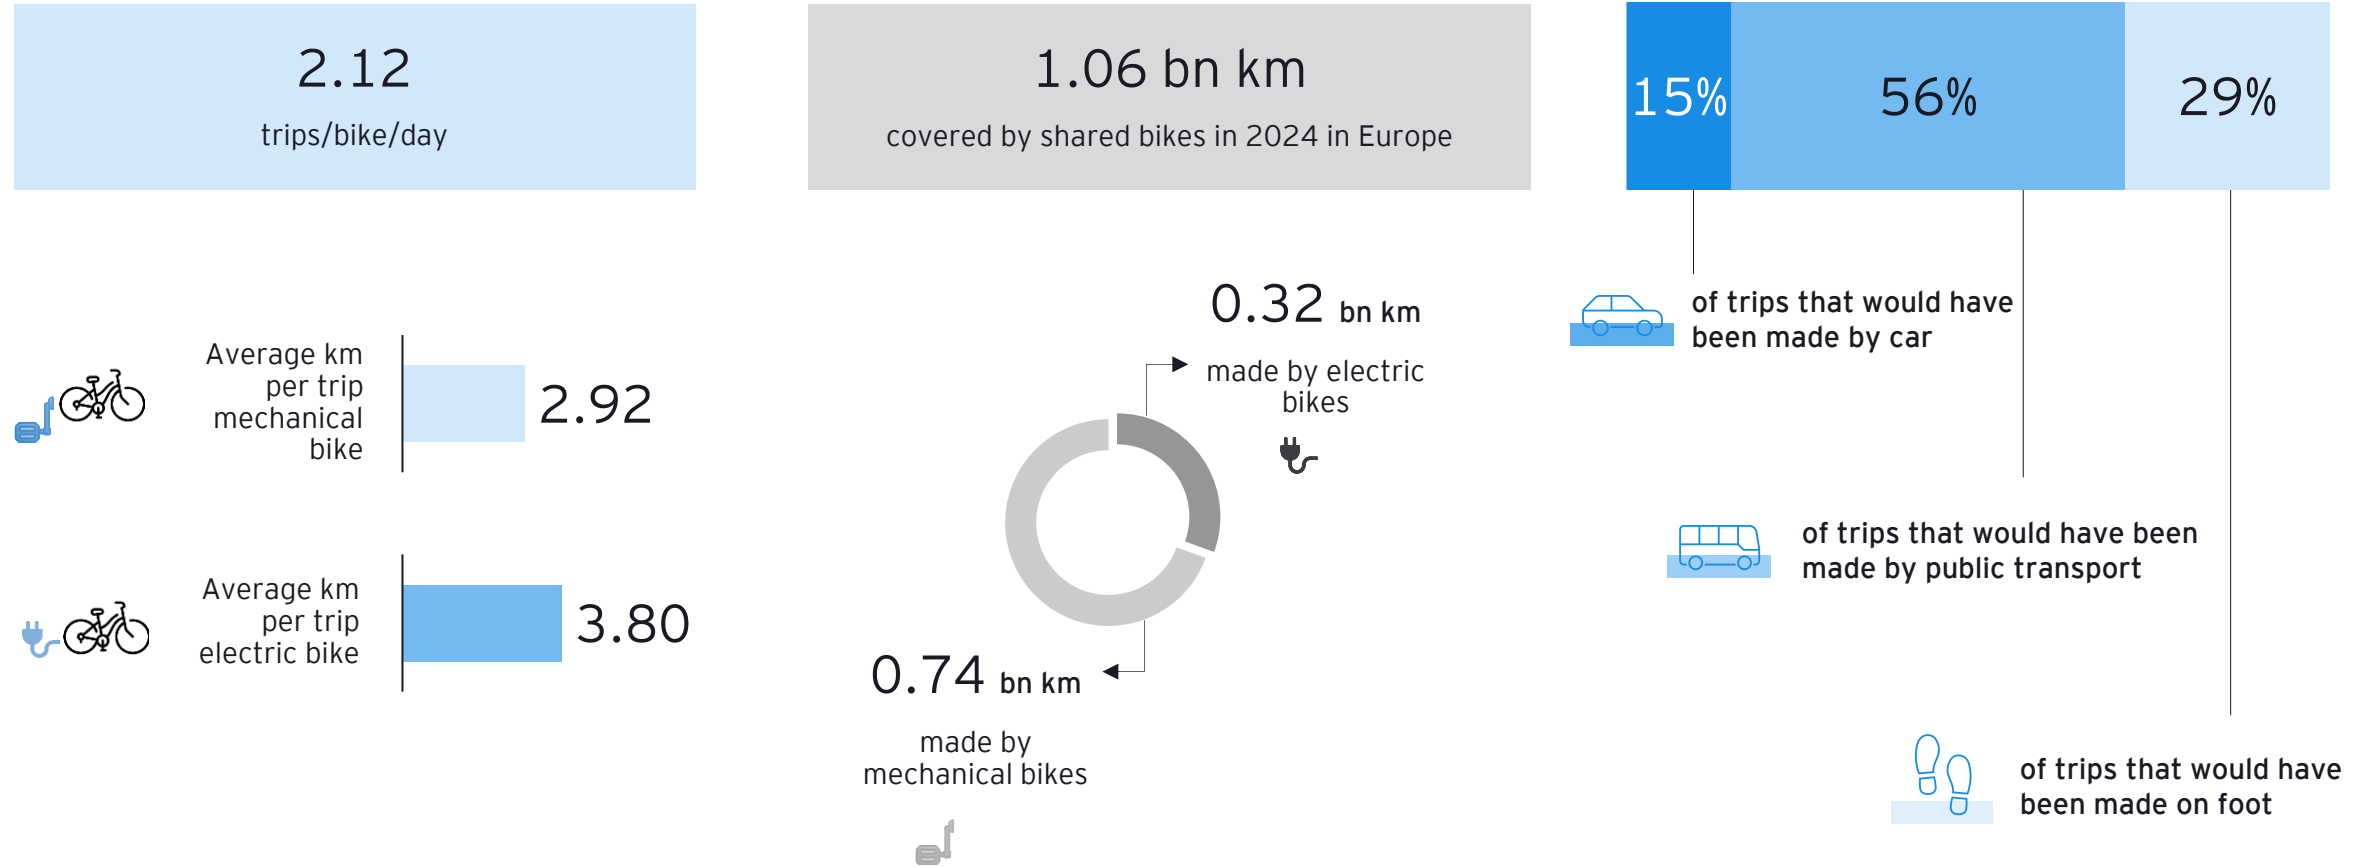 2.12
trips/bike/day
Average km
per trip
mechanical
bike
2.92
Average km
per trip
electric bike
3.80
1.06 bn km
covered by shared bikes in 2024 in Europe
0.32 bn km
made by electric
bikes
0.74 bn km
made by
mechanical bikes
15%
56%
29%
of trips that would have
been made by car
of trips that would have been
made by public transport
of trips that would have
been made on foot